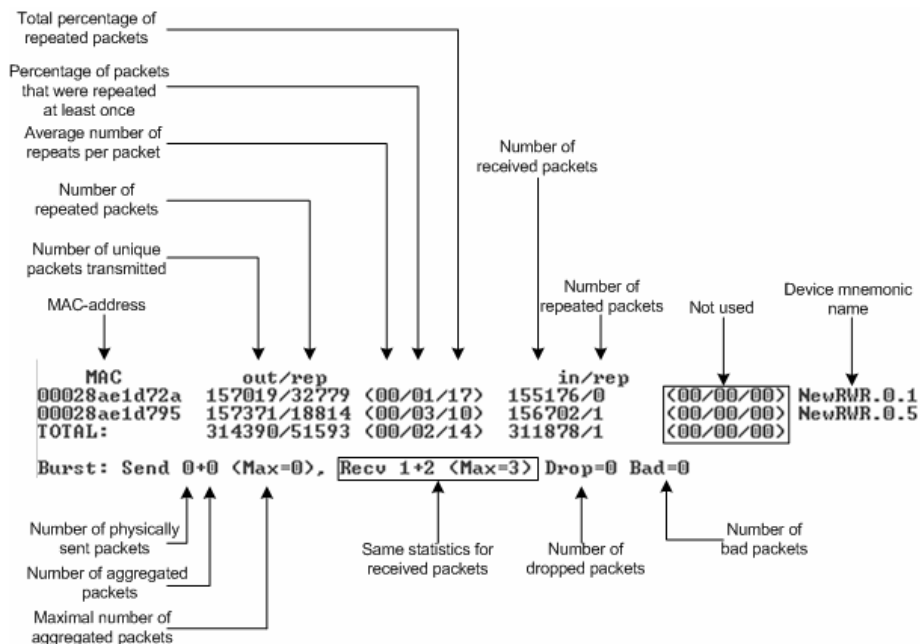 Total percentage of
repeated packets
Percentage of packets
that were repeated
at least once
Average number of
repeats per packet
Number of
repeated packets
Number of unique
packets transmitted
MAC-address
Number of
received packets
Number of
repeated packets
Not used
Device mnemonic
name
MAC out/rep in/rep
00028ae1d72a 157019/32779 (00/01/17) 155176/0 (00/00/00) NewRWR.0.1
00028ae1d795 157371/18814 (00/03/10) 156702/1 (00/00/00) NewRWR.0.5
TOTAL: 314390/51593 (00/02/14) 311878/1 (00/00/00)
Burst: Send 0+0 (Max=0), Recv 1+2 (Max=3) Drop=0 Bad=0
Number of physically
sent packets
Number of aggregated
packets
Maximal number of
aggregated packets
Same statistics for
received packets
Number of
dropped packets
Number of
bad packets